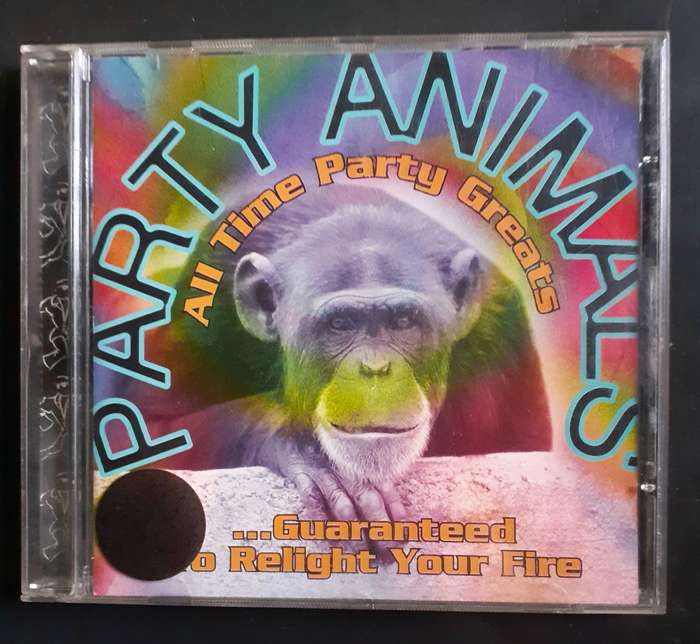 PARTY ANIMALS
All Time Party Greats
...Guaranteed
o Relight Your Fire